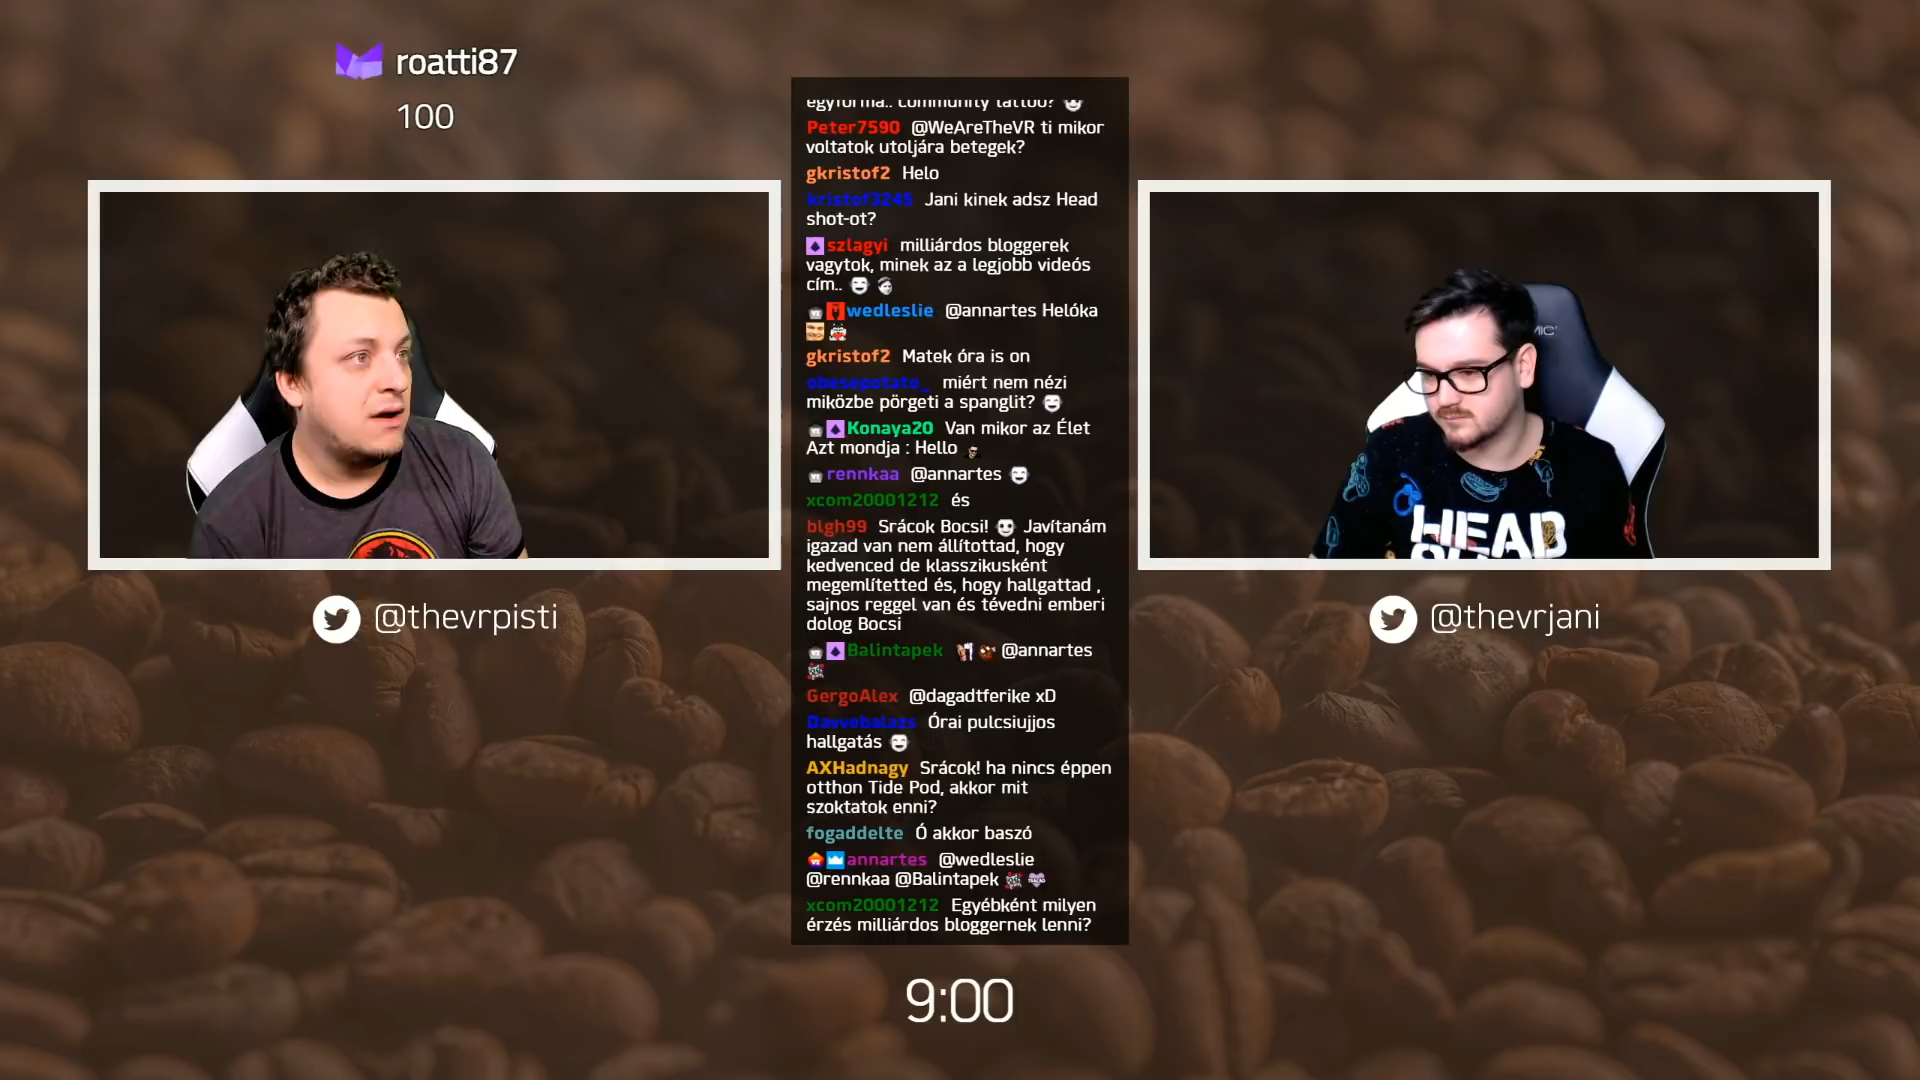 roatti87
100
egyforma.. community tattoo?
Peter7590 @WeAreTheVR ti mikor
voltatok utoljára betegek?
gkristof2 Helo
kristof3245 Jani kinek adsz Head
shot-ot?
szlagyi milliárdos bloggerek
vagytok, minek az a legjobb videós
cím..
wedleslie @annartes Helóka
gkristof2 Matek óra is on
obesepotato_ miért nem nézi
miközbe pörgeti a spanglit?
Konaya20 Van mikor az Élet
Azt mondja : Hello
rennkaa @annartes
xcom20001212 és
blgh99 Srácok Bocsi! Javítanám
igazad van nem állítottad, hogy
kedvenced de klasszikusként
megemlítetted és, hogy hallgattad ,
sajnos reggel van és tévedni emberi
dolog Bocsi
Balintapek @annartes
GergoAlex @dagadtferike xD
Davvebalazs Órai pulcsiujjos
hallgatás
AXHadnagy Srácok! ha nincs éppen
otthon Tide Pod, akkor mit
szoktatok enni?
fogaddelte Ó akkor baszó
annartes @wedleslie
@rennkaa @Balintapek
xcom20001212 Egyébként milyen
érzés milliárdos bloggernek lenni?
HEAD
@thevrpisti
@thevrjani
9:00